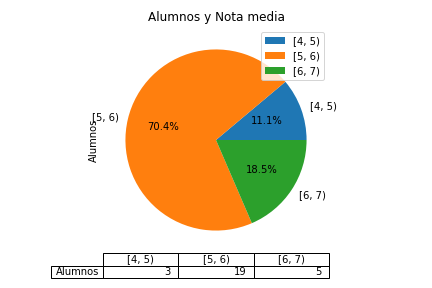 Alumnos y Nota media
[4, 5)
[5, 6)
[6, 7)
[4, 5)
[5, 6)
[6, 7)
11.1%
70.4%
18.5%
Alumnos
[4, 5) [5, 6) [6, 7)
Alumnos 3 19 5